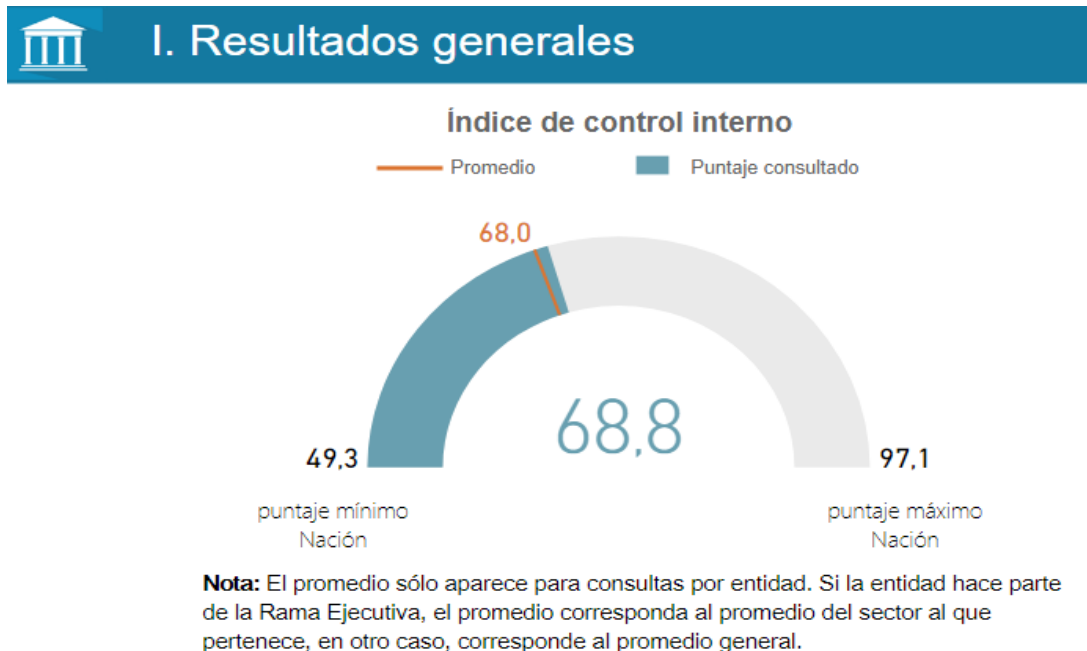 I. Resultados generales
Índice de control interno
Promedio
Puntaje consultado
68,0
68,8
49,3
97,1
puntaje mínimo
Nación
puntaje máximo
Nación
Nota: El promedio sólo aparece para consultas por entidad. Si la entidad hace parte
de la Rama Ejecutiva, el promedio corresponda al promedio del sector al que
pertenece, en otro caso, corresponde al promedio general.